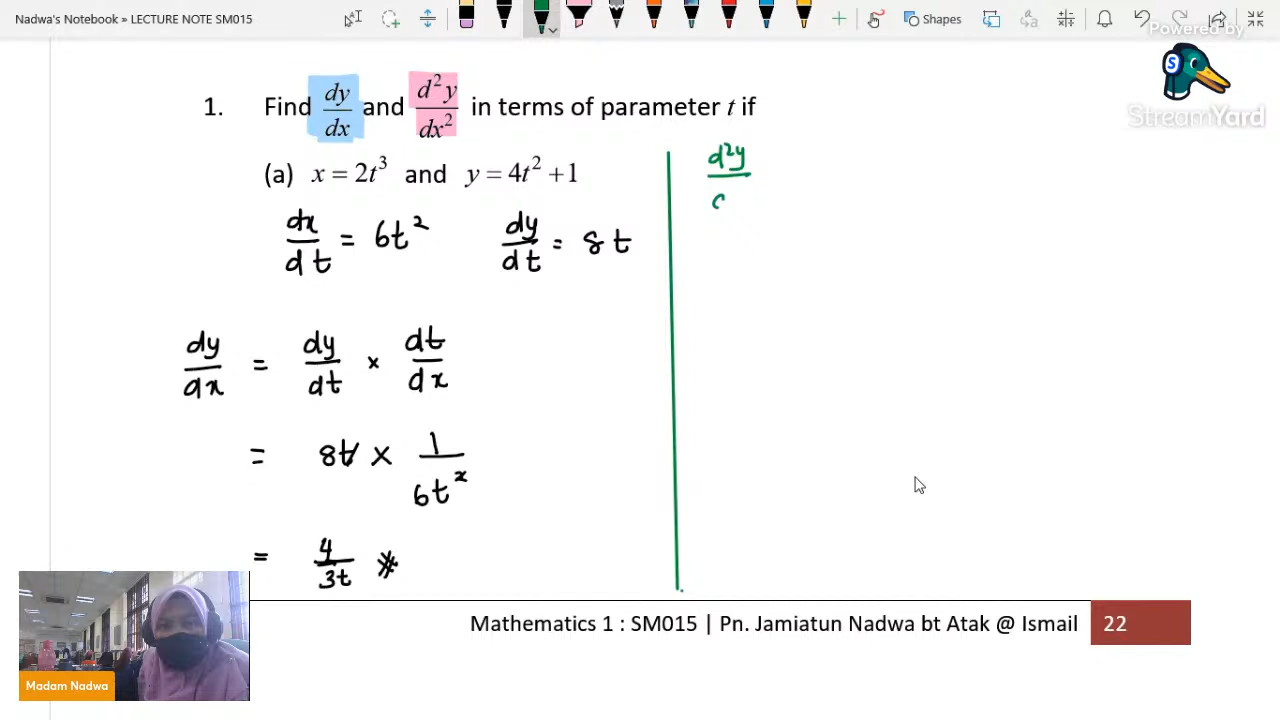 Nadwa's Notebook » LECTURE NOTE SM015
Shapes
Powered by
StreamYard
1. Find dy/dx and d²y/dx² in terms of parameter t if
(a) x = 2t³ and y = 4t² + 1
d²y
dx/dt = 6t² dy/dt = 8t
dy/dx = dy/dt × dt/dx
= 8t × 1/6t²
= 4/3t
Mathematics 1 : SM015 | Pn. Jamiatun Nadwa bt Atak @ Ismail 22
Madam Nadwa